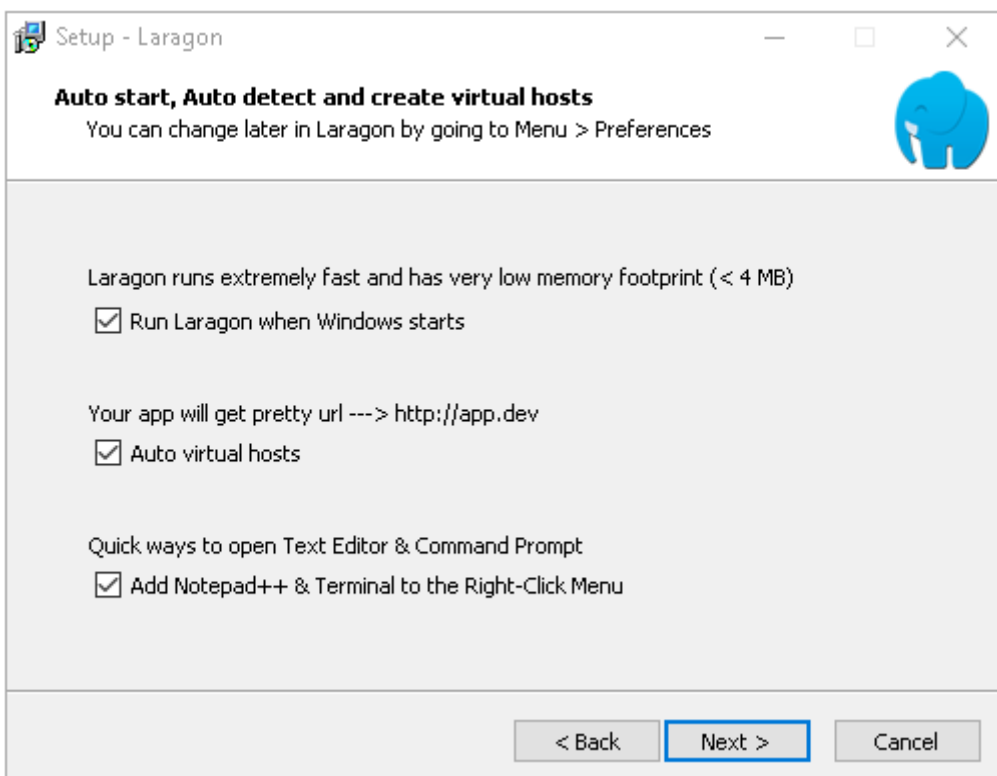 Setup - Laragon
Auto start, Auto detect and create virtual hosts
You can change later in Laragon by going to Menu > Preferences
Laragon runs extremely fast and has very low memory footprint (< 4 MB)
Run Laragon when Windows starts
Your app will get pretty url ---> http://app.dev
Auto virtual hosts
Quick ways to open Text Editor & Command Prompt
Add Notepad++ & Terminal to the Right-Click Menu
< Back Next > Cancel